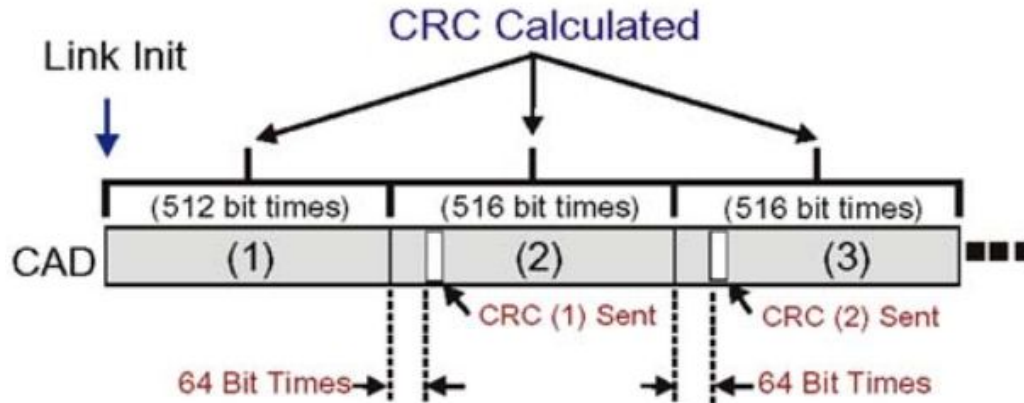 CRC Calculated
Link Init
(512 bit times) (516 bit times) (516 bit times)
CAD (1) (2) (3)
CRC (1) Sent CRC (2) Sent
64 Bit Times 64 Bit Times